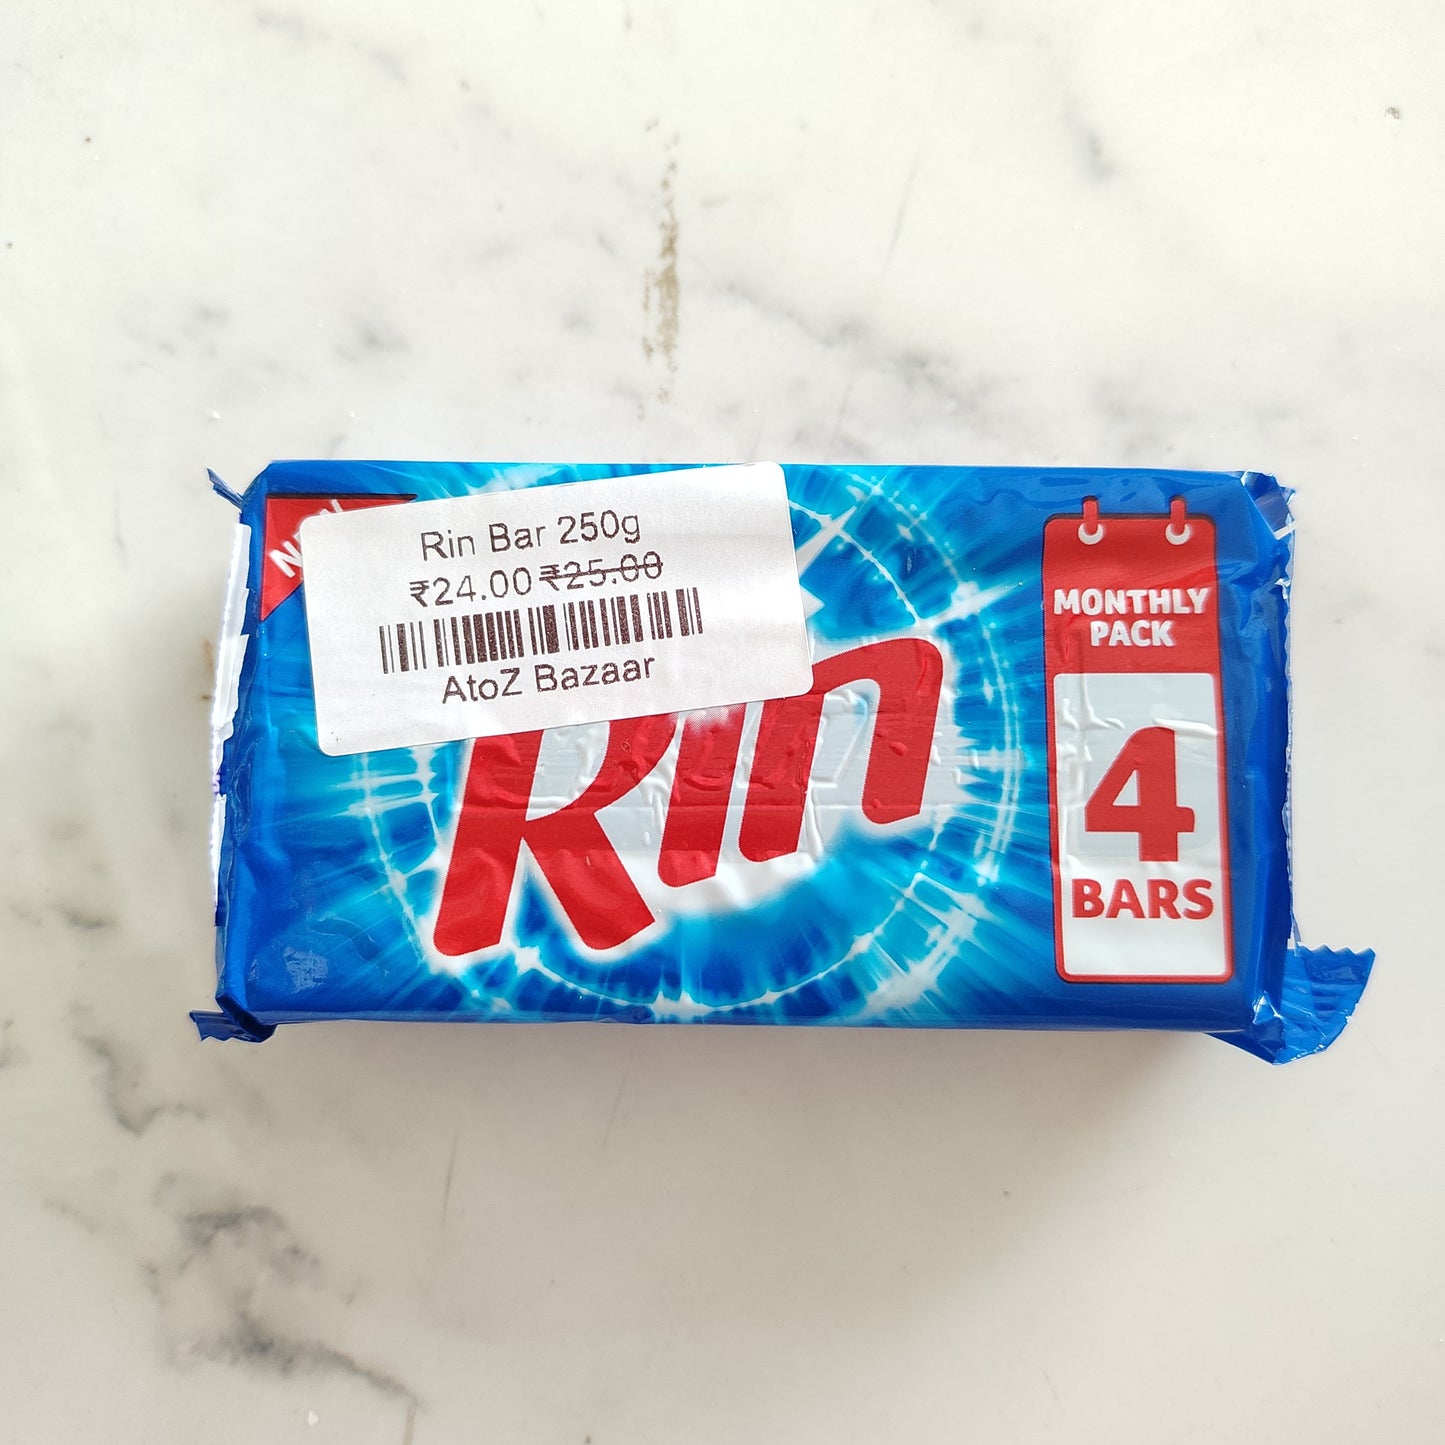 Rin Bar 250g
₹24.00 ₹25.00
AtoZ Bazaar
Rin
MONTHLY
PACK
4
BARS